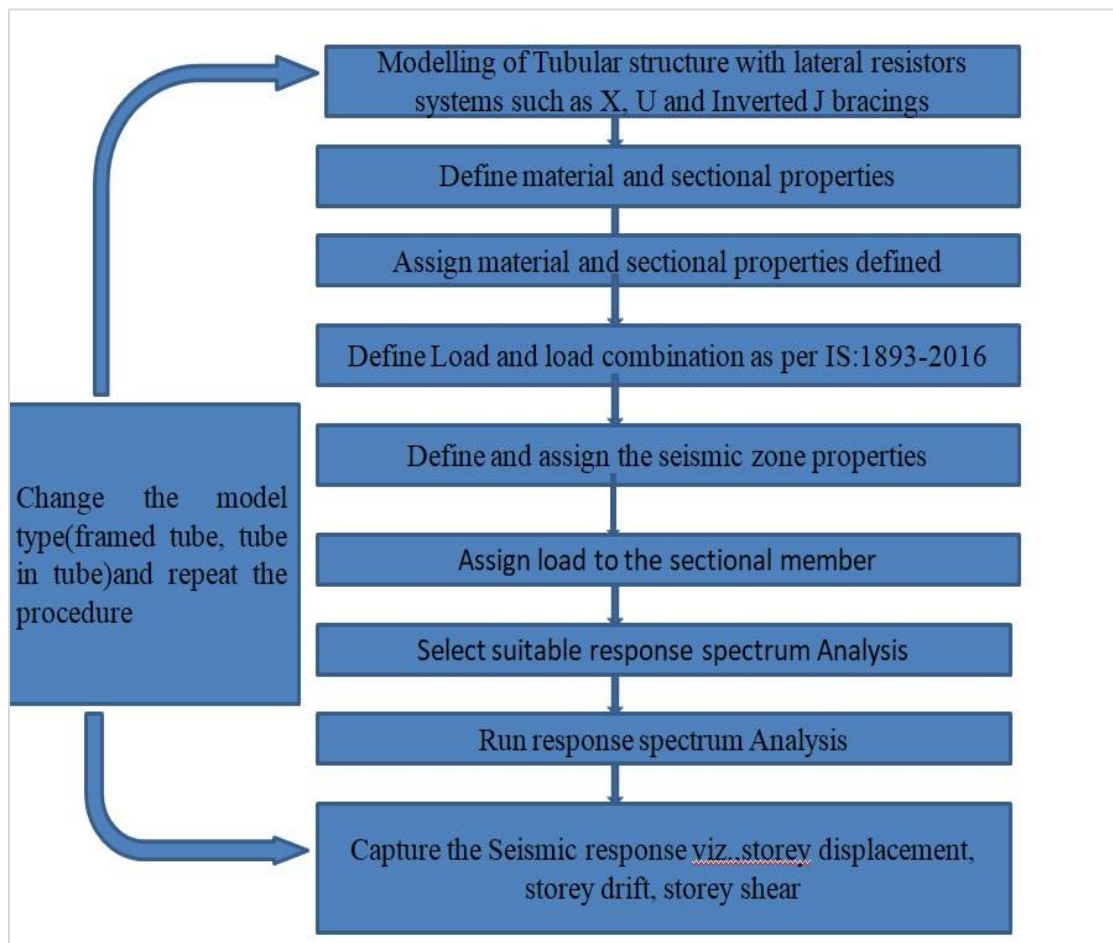 Modelling of Tubular structure with lateral resistors
systems such as X, U and Inverted J bracings
Define material and sectional properties
Assign material and sectional properties defined
Define Load and load combination as per IS:1893-2016
Define and assign the seismic zone properties
Assign load to the sectional member
Select suitable response spectrum Analysis
Run response spectrum Analysis
Capture the Seismic response viz.,storey displacement,
storey drift, storey shear
Change the model
type(framed tube, tube
in tube)and repeat the
procedure